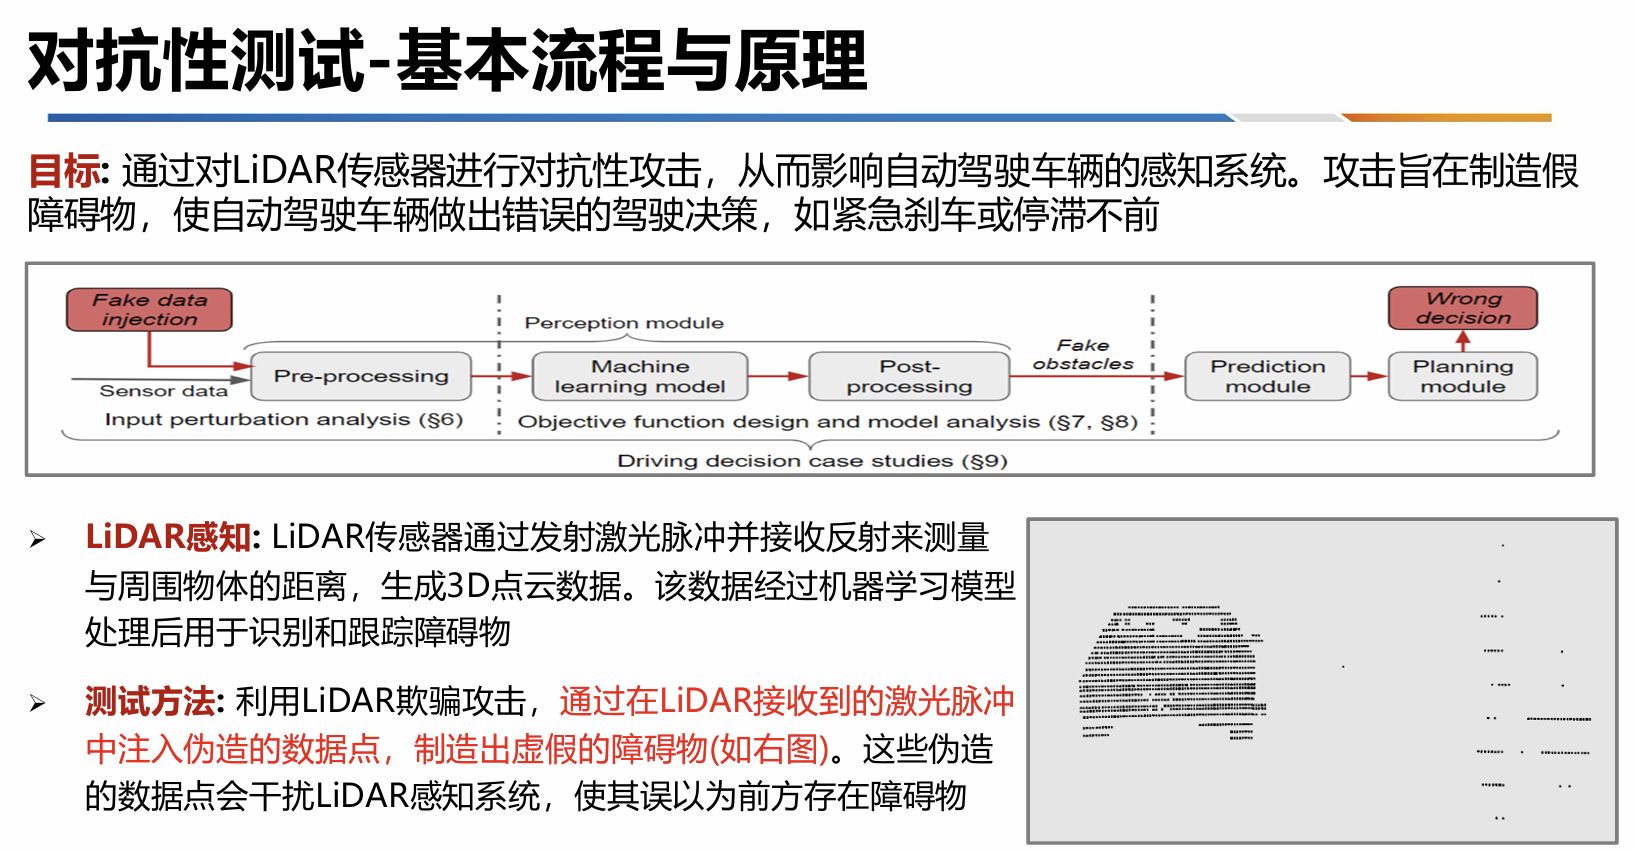 对抗性测试-基本流程与原理
目标: 通过对LiDAR传感器进行对抗性攻击，从而影响自动驾驶车辆的感知系统。攻击旨在制造假
障碍物，使自动驾驶车辆做出错误的驾驶决策，如紧急刹车或停滞不前
Fake data
injection
Sensor data
Perception module
Pre-processing
Machine
learning model
Post-
processing
Fake
obstacles
Prediction
module
Planning
module
Wrong
decision
Input perturbation analysis (§6)
Objective function design and model analysis (§7, §8)
Driving decision case studies (§9)
➢ LiDAR感知: LiDAR传感器通过发射激光脉冲并接收反射来测量
与周围物体的距离，生成3D点云数据。该数据经过机器学习模型
处理后用于识别和跟踪障碍物
➢ 测试方法: 利用LiDAR欺骗攻击，通过在LiDAR接收到的激光脉冲
中注入伪造的数据点，制造出虚假的障碍物(如右图)。这些伪造
的数据点会干扰LiDAR感知系统，使其误以为前方存在障碍物